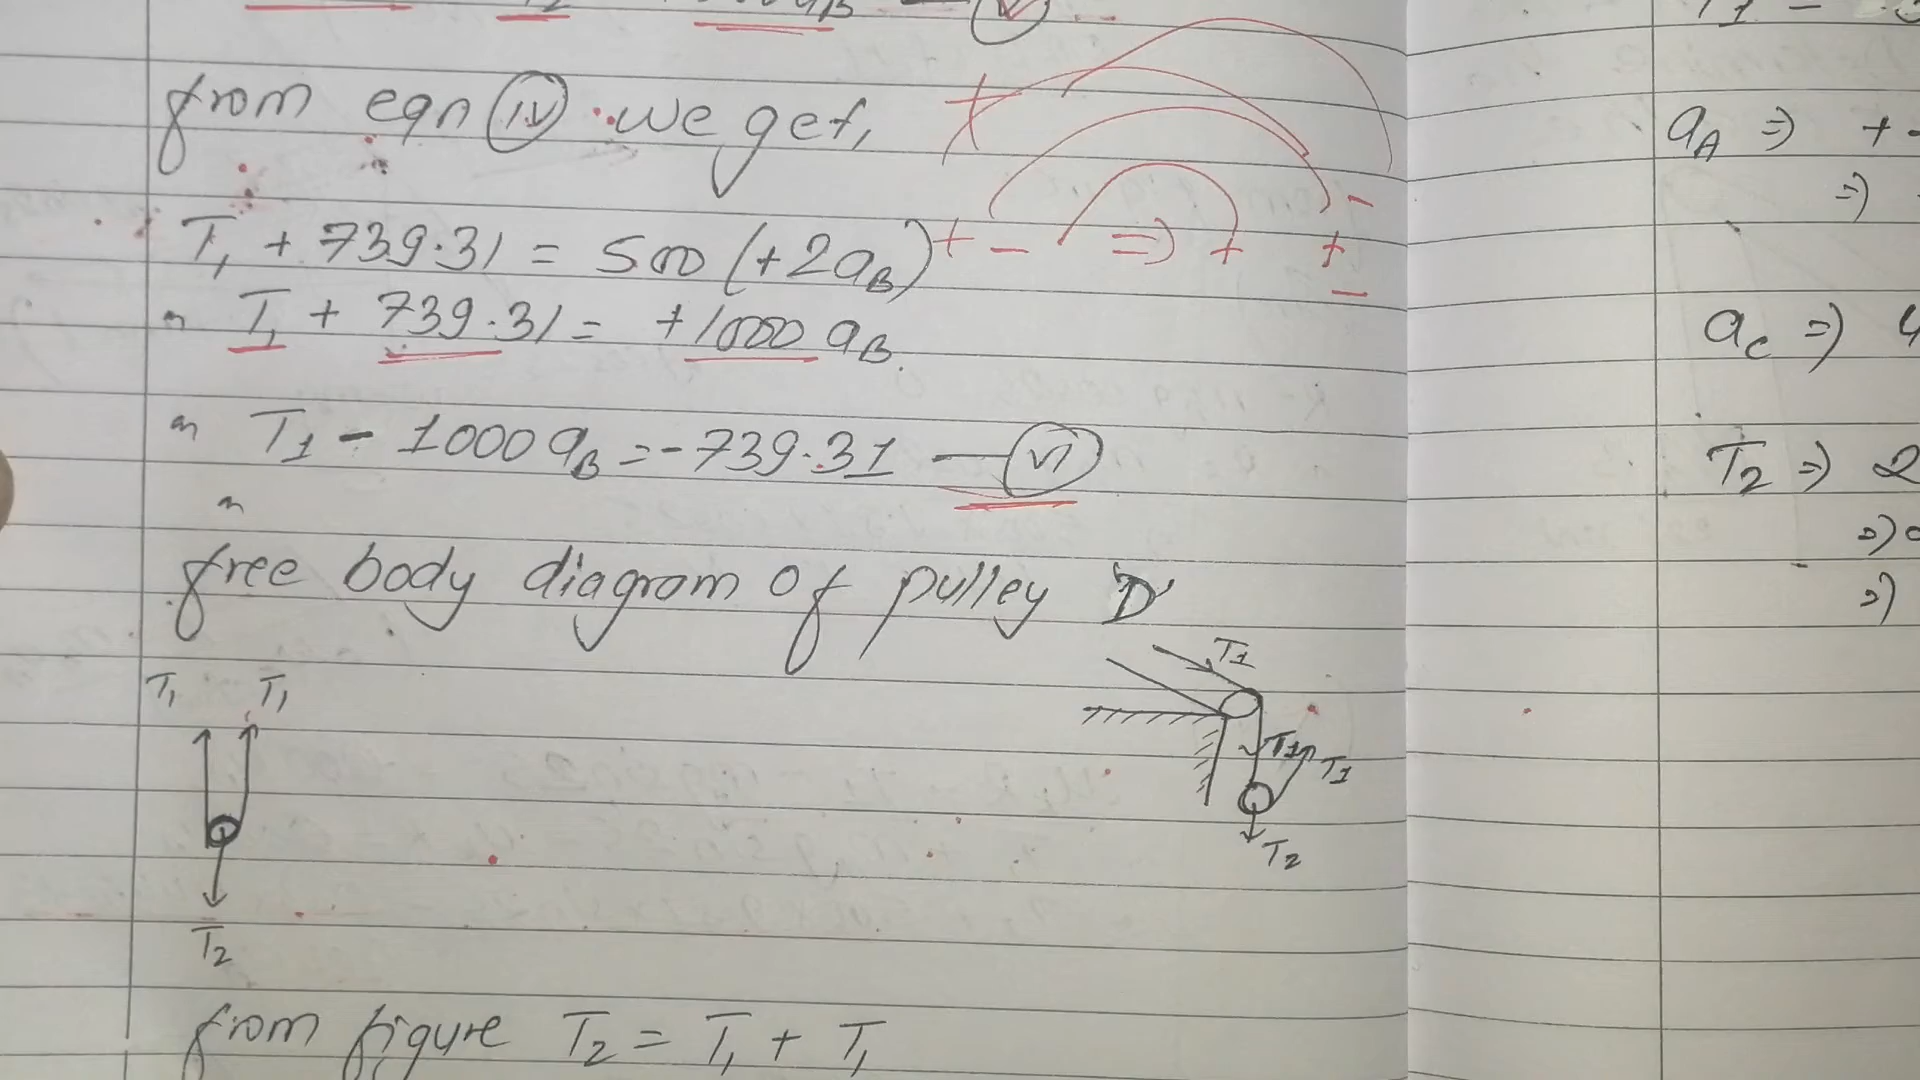 from eqn (iv) we get,
T₁ + 739.31 = 500 (+2aB)
+ - => + +
-
-
T₁ + 739.31 = +1000 aB.
T1 - 1000 aB = -739.31 — (vi)
free body diagram of pulley 'D'
T₁ T₁
T₂
T1
T1 T1
T2
from figure T₂ = T₁ + T₁
aA => +
=>
ac => 4
T2 => 2
=>
=>